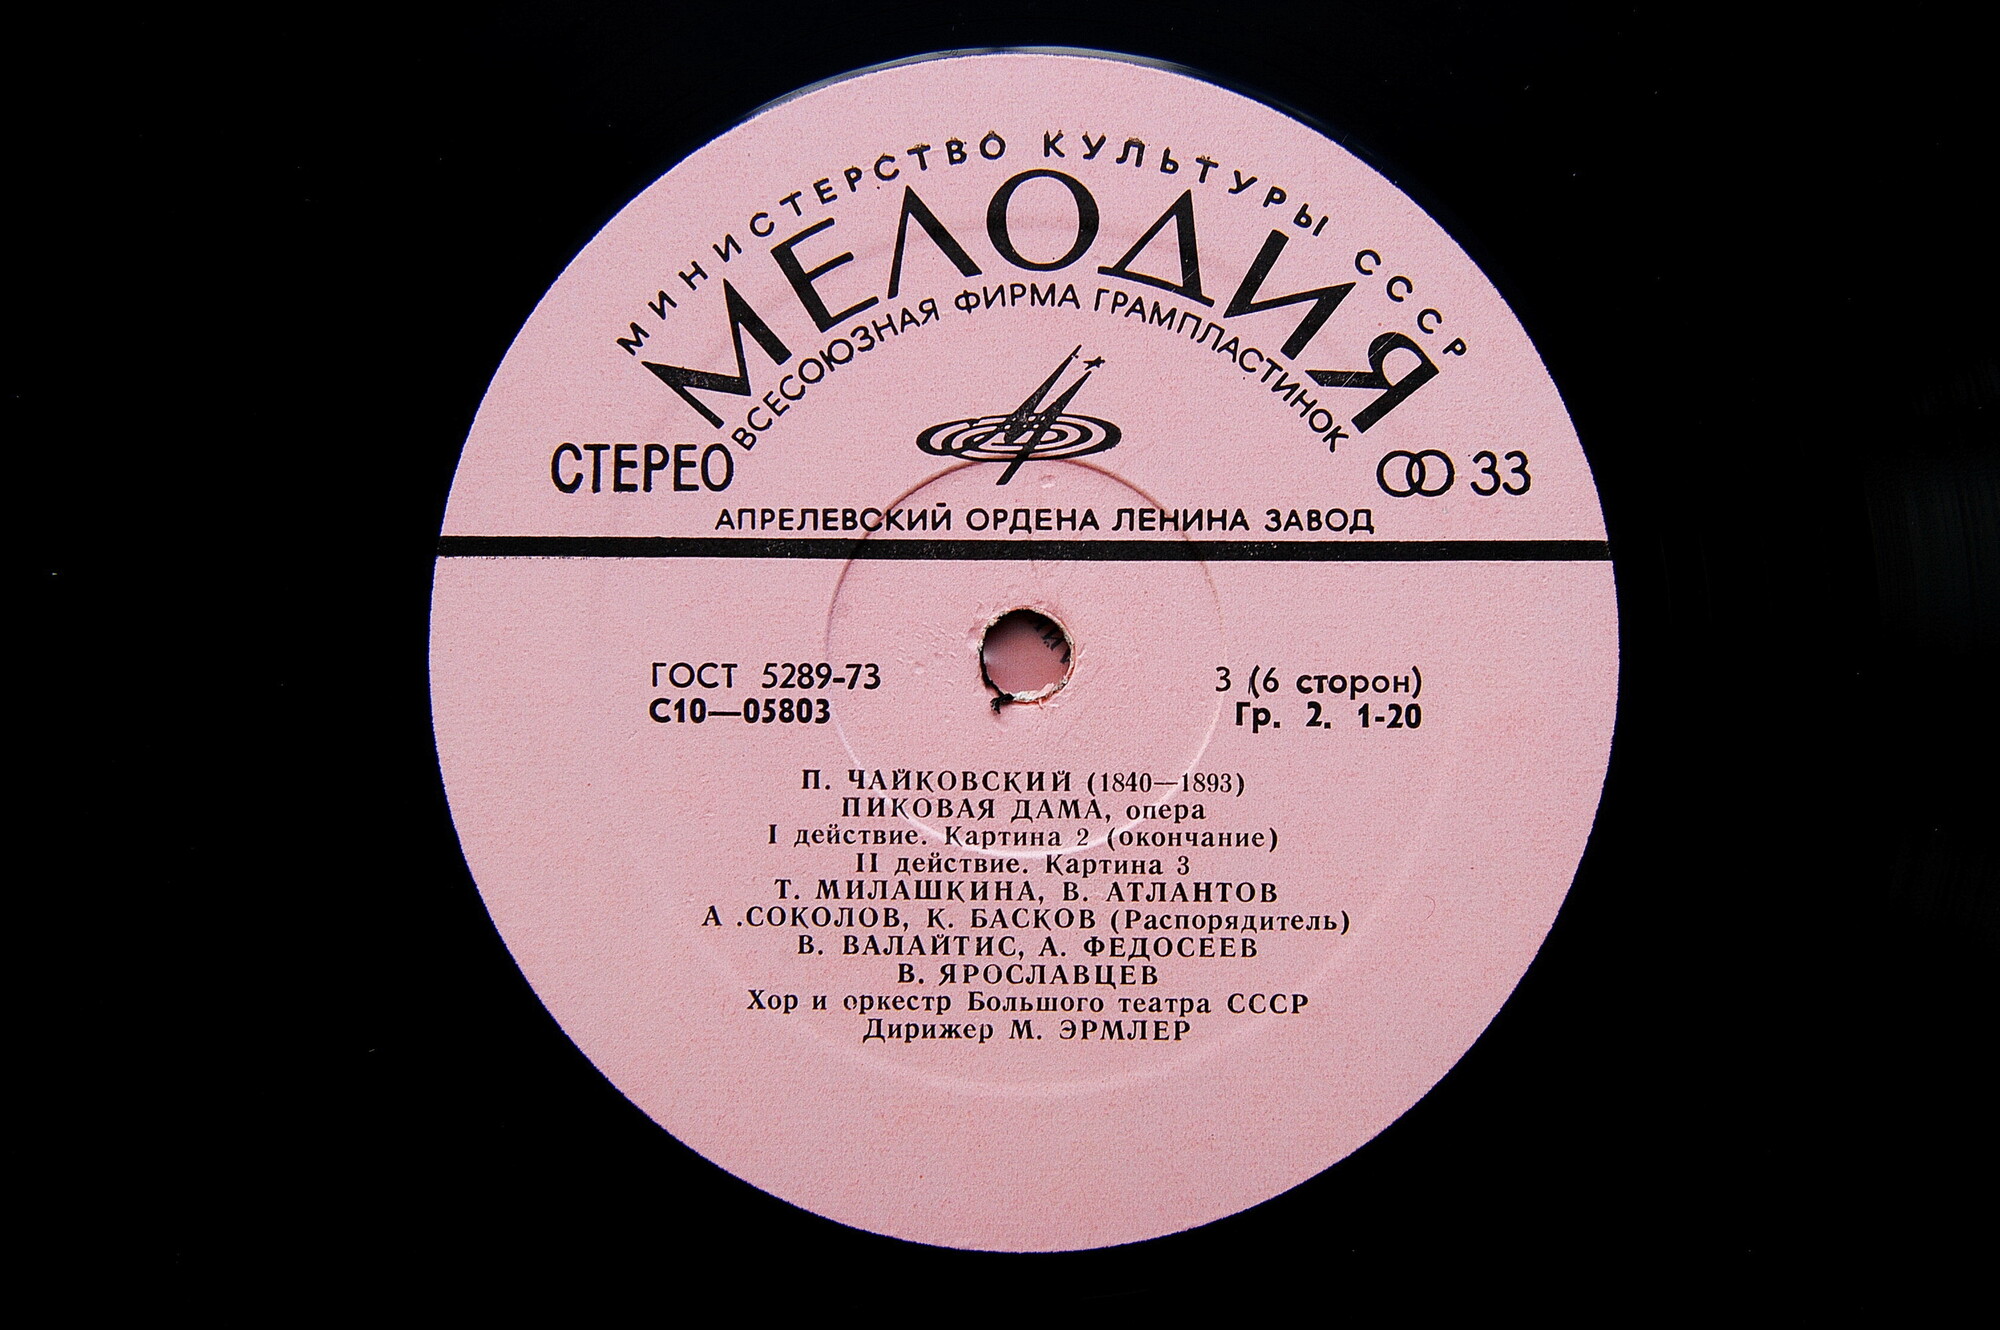 МИНИСТЕРСТВО КУЛЬТУРЫ СССР
МЕЛОДИЯ
ВСЕСОЮЗНАЯ ФИРМА ГРАМПЛАСТИНОК
СТЕРЕО
33
АПРЕЛЕВСКИЙ ОРДЕНА ЛЕНИНА ЗАВОД
ГОСТ 5289-73
С10—05803
3 (6 сторон)
Гр. 2. 1-20
П. ЧАЙКОВСКИЙ (1840—1893)
ПИКОВАЯ ДАМА, опера
I действие. Картина 2 (окончание)
II действие. Картина 3
Т. МИЛАШКИНА, В. АТЛАНТОВ
А .СОКОЛОВ, К. БАСКОВ (Распорядитель)
В. ВАЛАЙТИС, А. ФЕДОСЕЕВ
В. ЯРОСЛАВЦЕВ
Хор и оркестр Большого театра СССР
Дирижер М. ЭРМЛЕР